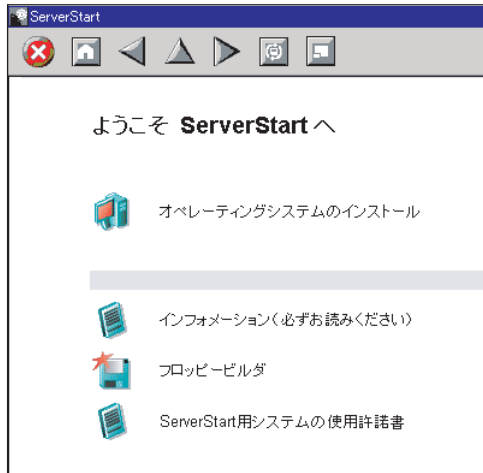 ServerStart
ようこそ ServerStart へ
オペレーティングシステムのインストール
インフォメーション(必ずお読みください)
フロッピービルダ
ServerStart用システムの使用許諾書